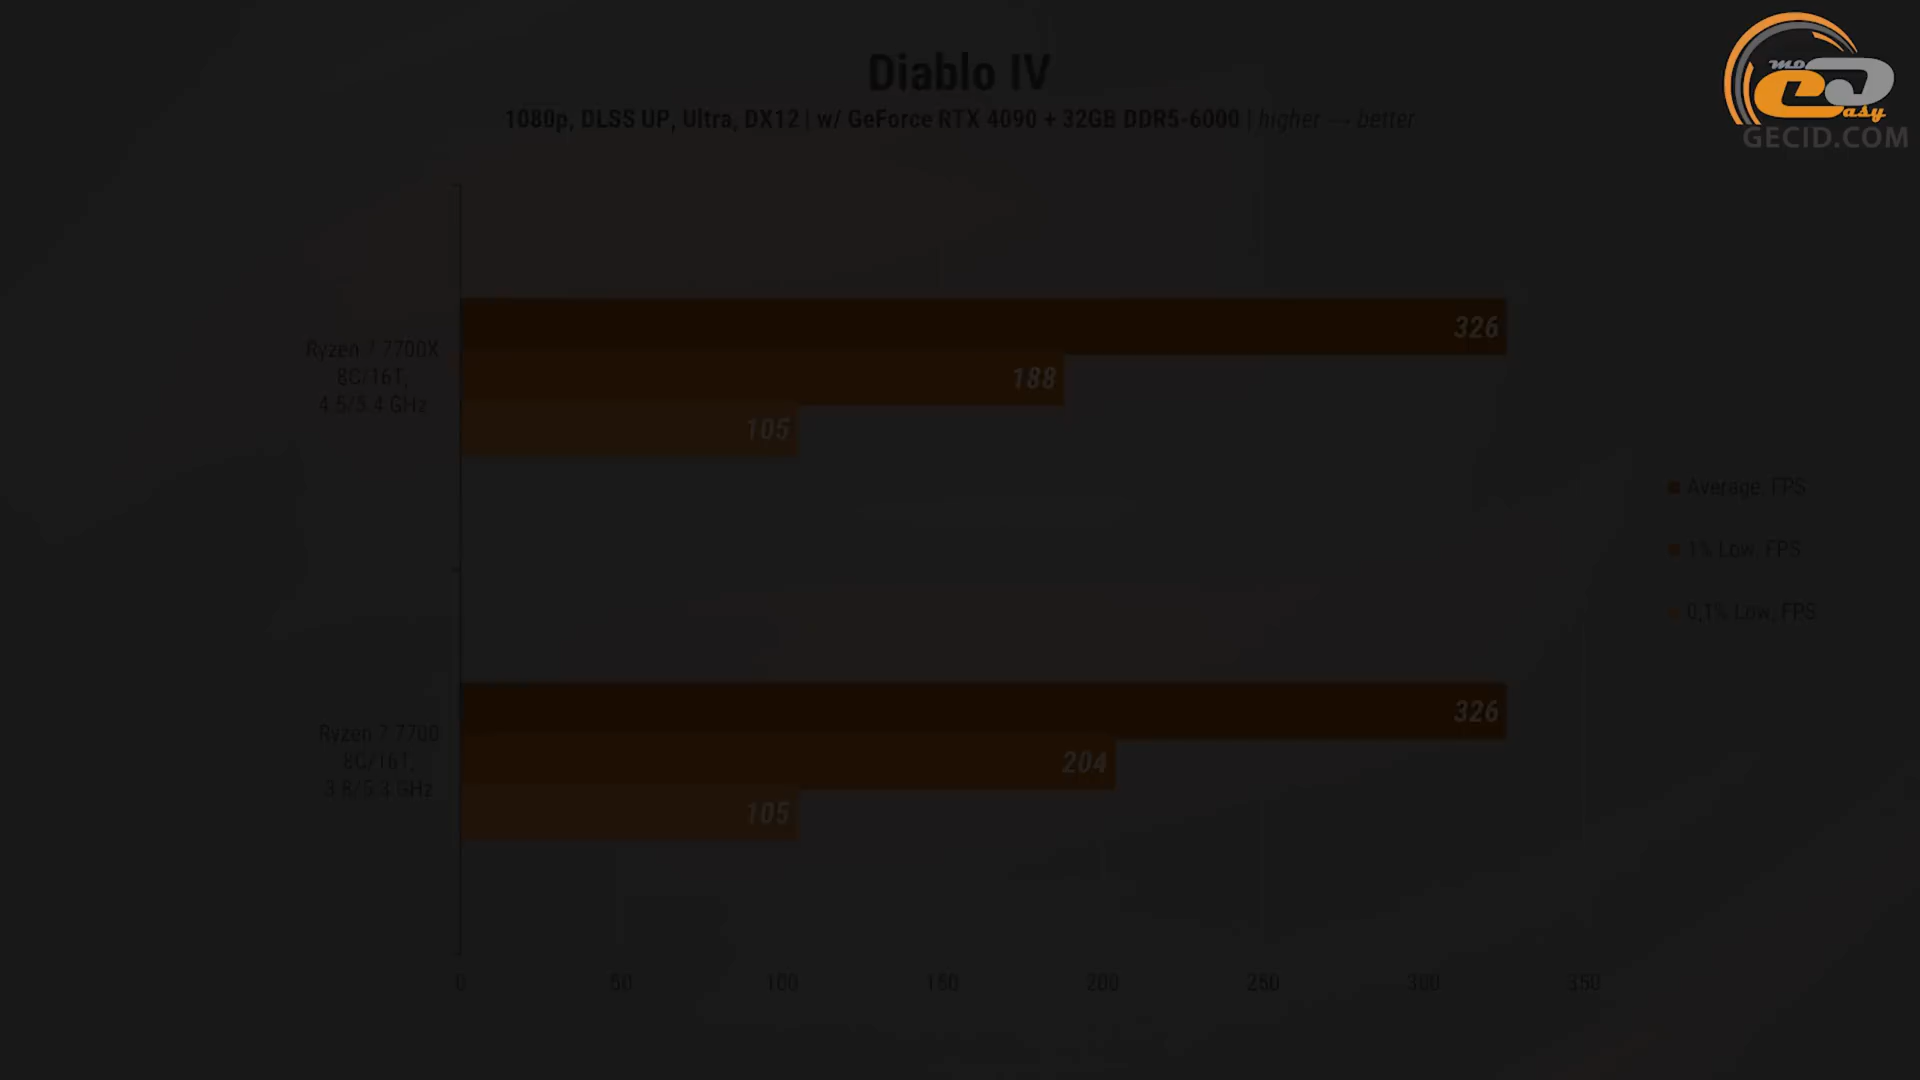 Diablo IV
1080p, DLSS UP, Ultra, DX12 | w/ GeForce RTX 4090 + 32GB DDR5-6000 | higher — better
MO
easy
GECID.COM
Ryzen 7 7700X
8C/16T,
4.5/5.4 GHz
326
188
105
Average, FPS
1% Low, FPS
0,1% Low, FPS
Ryzen 7 7700
8C/16T,
3.8/5.3 GHz
326
204
105
0 50 100 150 200 250 300 350